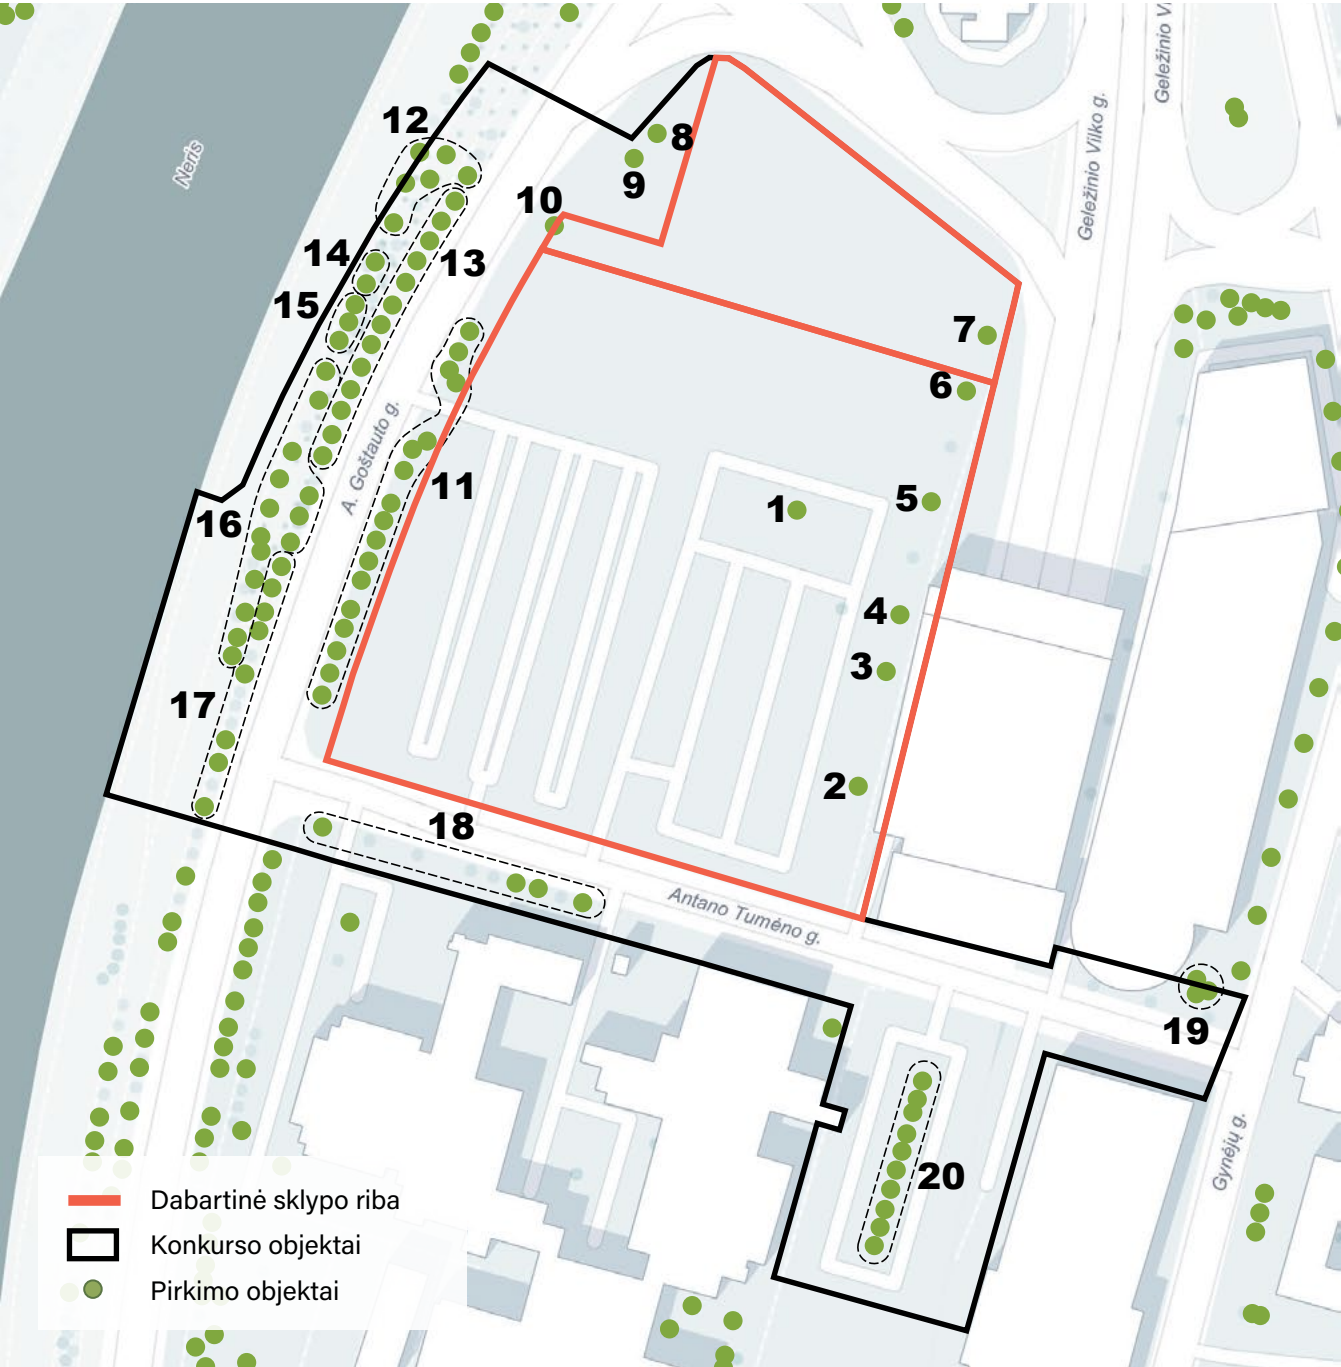 Geležinio V
Geležinio Vilko g.
Neris
12
8
9
10
14
13
15
7
6
A. Goštauto g.
11
5
1
16
4
3
17
2
18
Antano Tumėno g.
19
20
Gynėjų g.
Dabartinė sklypo riba
Konkurso objektai
Pirkimo objektai